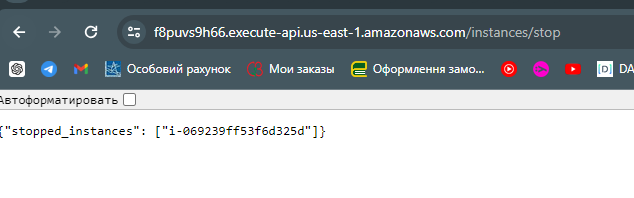 f8puvs9h66.execute-api.us-east-1.amazonaws.com/instances/stop
Особовий рахунок Мои заказы Оформлення замо... [D] DA
Автоформатировать
{"stopped_instances": ["i-069239ff53f6d325d"]}